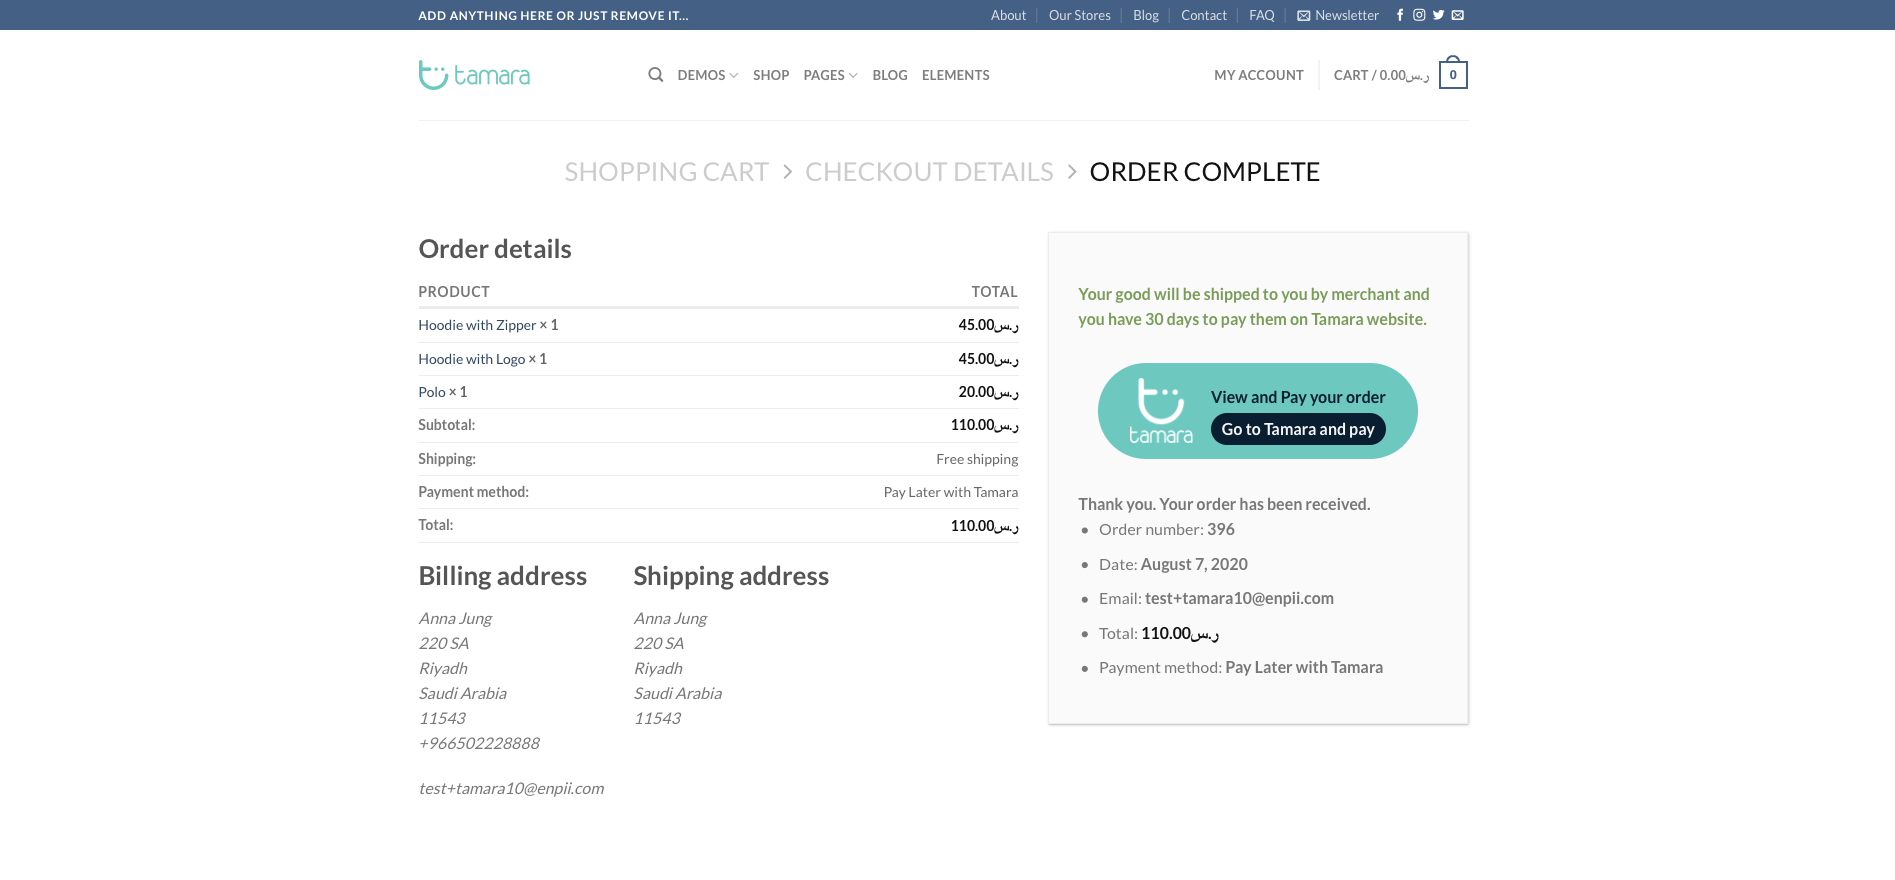 ADD ANYTHING HERE OR JUST REMOVE IT...
About
Our Stores
Blog
Contact
FAQ
Newsletter
tamara
DEMOS
SHOP
PAGES
BLOG
ELEMENTS
MY ACCOUNT
CART / 0.00ر.س
0
SHOPPING CART
CHECKOUT DETAILS
ORDER COMPLETE
Order details
PRODUCT TOTAL
Hoodie with Zipper × 1 45.00ر.س
Hoodie with Logo × 1 45.00ر.س
Polo × 1 20.00ر.س
Subtotal: 110.00ر.س
Shipping: Free shipping
Payment method: Pay Later with Tamara
Total: 110.00ر.س
Billing address
Anna Jung
220 SA
Riyadh
Saudi Arabia
11543
+966502228888
test+tamara10@enpii.com
Shipping address
Anna Jung
220 SA
Riyadh
Saudi Arabia
11543
Your good will be shipped to you by merchant and
you have 30 days to pay them on Tamara website.
tamara
View and Pay your order
Go to Tamara and pay
Thank you. Your order has been received.
• Order number: 396
• Date: August 7, 2020
• Email: test+tamara10@enpii.com
• Total: 110.00ر.س
• Payment method: Pay Later with Tamara